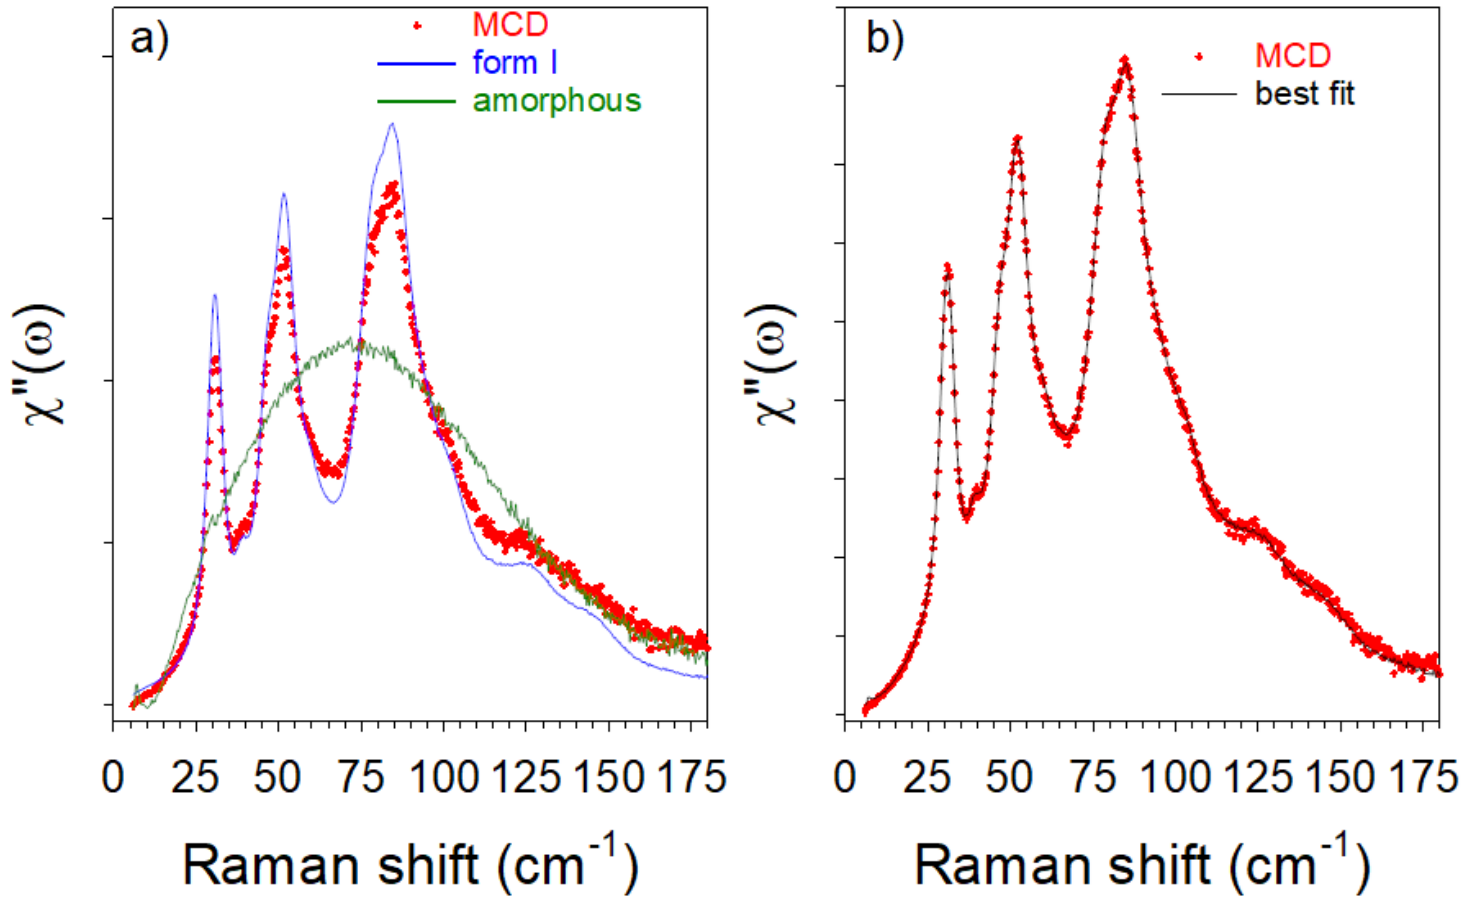 a)
MCD
form I
amorphous
χ"(ω)
0 25 50 75 100 125 150 175
Raman shift (cm⁻¹)
b)
MCD
best fit
χ"(ω)
0 25 50 75 100 125 150 175
Raman shift (cm⁻¹)